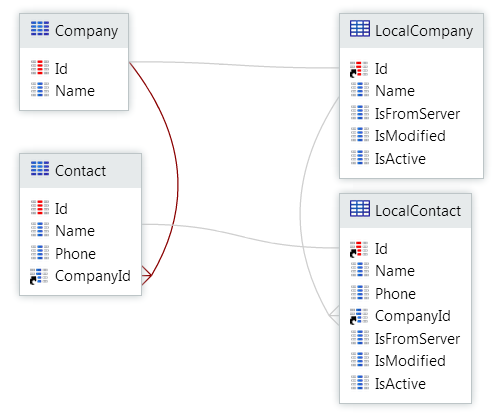 Company
Id
Name
Contact
Id
Name
Phone
CompanyId
LocalCompany
Id
Name
IsFromServer
IsModified
IsActive
LocalContact
Id
Name
Phone
CompanyId
IsFromServer
IsModified
IsActive